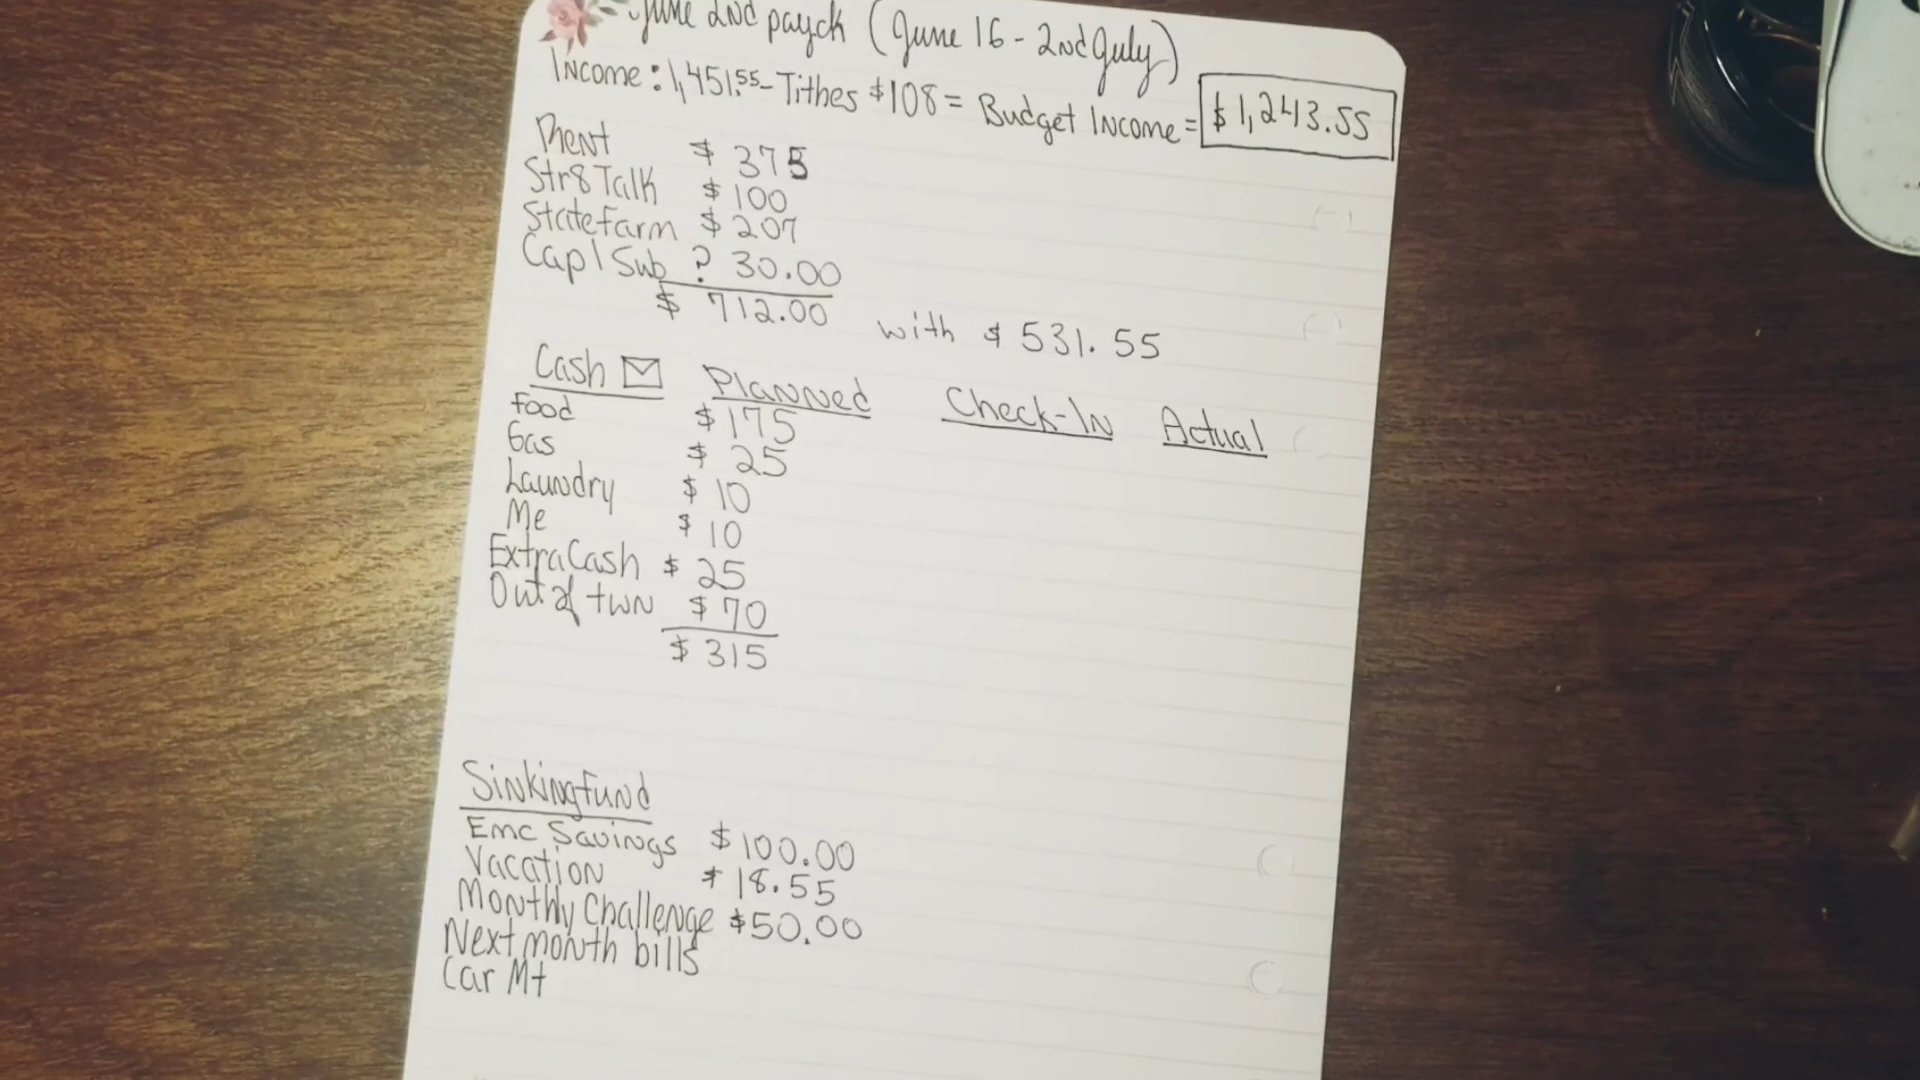 June 2nd paych (June 16 - 2nd July)
Income: 1,451.55 - Tithes $108 = Budget Income = $1,243.55
Rent $ 375
Str8 Talk $ 100
Statefarm $ 207
Cap 1 Sub ? 30.00
$ 712.00 with $ 531.55
Cash Planned Check-In Actual
food $ 175
Gas $ 25
Laundry $ 10
Me $ 10
Extra Cash $ 25
Out of twn $ 70
$ 315
Sinking fund
Emc Savings $ 100.00
Vacation $ 18.55
Monthly Challenge $50.00
Next month bills
Car Mt